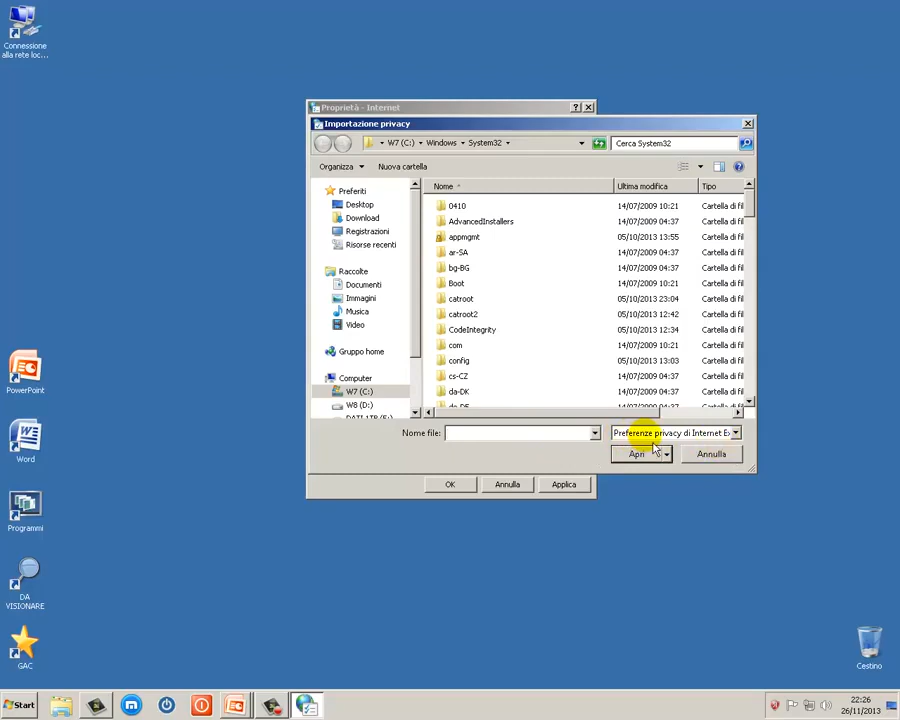 Connessione
alla rete loc...
Proprietà - Internet
Importazione privacy
W7 (C:) Windows System32
Cerca System32
Organizza Nuova cartella
Preferiti
Desktop
Download
Registrazioni
Risorse recenti
Raccolte
Documenti
Immagini
Musica
Video
Gruppo home
Computer
W7 (C:)
W8 (D:)
Nome Ultima modifica Tipo
0410 14/07/2009 10:21 Cartella di fil
AdvancedInstallers 14/07/2009 04:37 Cartella di fil
appmgmt 05/10/2013 13:55 Cartella di fil
ar-SA 14/07/2009 04:37 Cartella di fil
bg-BG 14/07/2009 04:37 Cartella di fil
Boot 14/07/2009 10:21 Cartella di fil
catroot 05/10/2013 23:04 Cartella di fil
catroot2 05/10/2013 12:42 Cartella di fil
CodeIntegrity 05/10/2013 12:34 Cartella di fil
com 14/07/2009 10:21 Cartella di fil
config 05/10/2013 13:03 Cartella di fil
cs-CZ 14/07/2009 04:37 Cartella di fil
da-DK 14/07/2009 04:37 Cartella di fil
Nome file: Preferenze privacy di Internet Ex
Apri Annulla
OK Annulla Applica
PowerPoint
Word
Programmi
DA
VISIONARE
GAC
Cestino
Start
22:26
26/11/2013